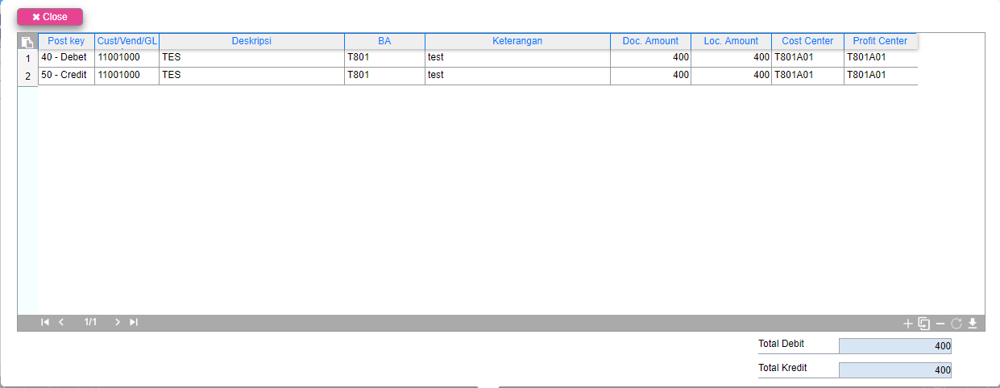 ✖ Close
Post key Cust/Vend/GL Deskripsi BA Keterangan Doc. Amount Loc. Amount Cost Center Profit Center
1 40 - Debet 11001000 TES T801 test 400 400 T801A01 T801A01
2 50 - Credit 11001000 TES T801 test 400 400 T801A01 T801A01
1/1
Total Debit 400
Total Kredit 400